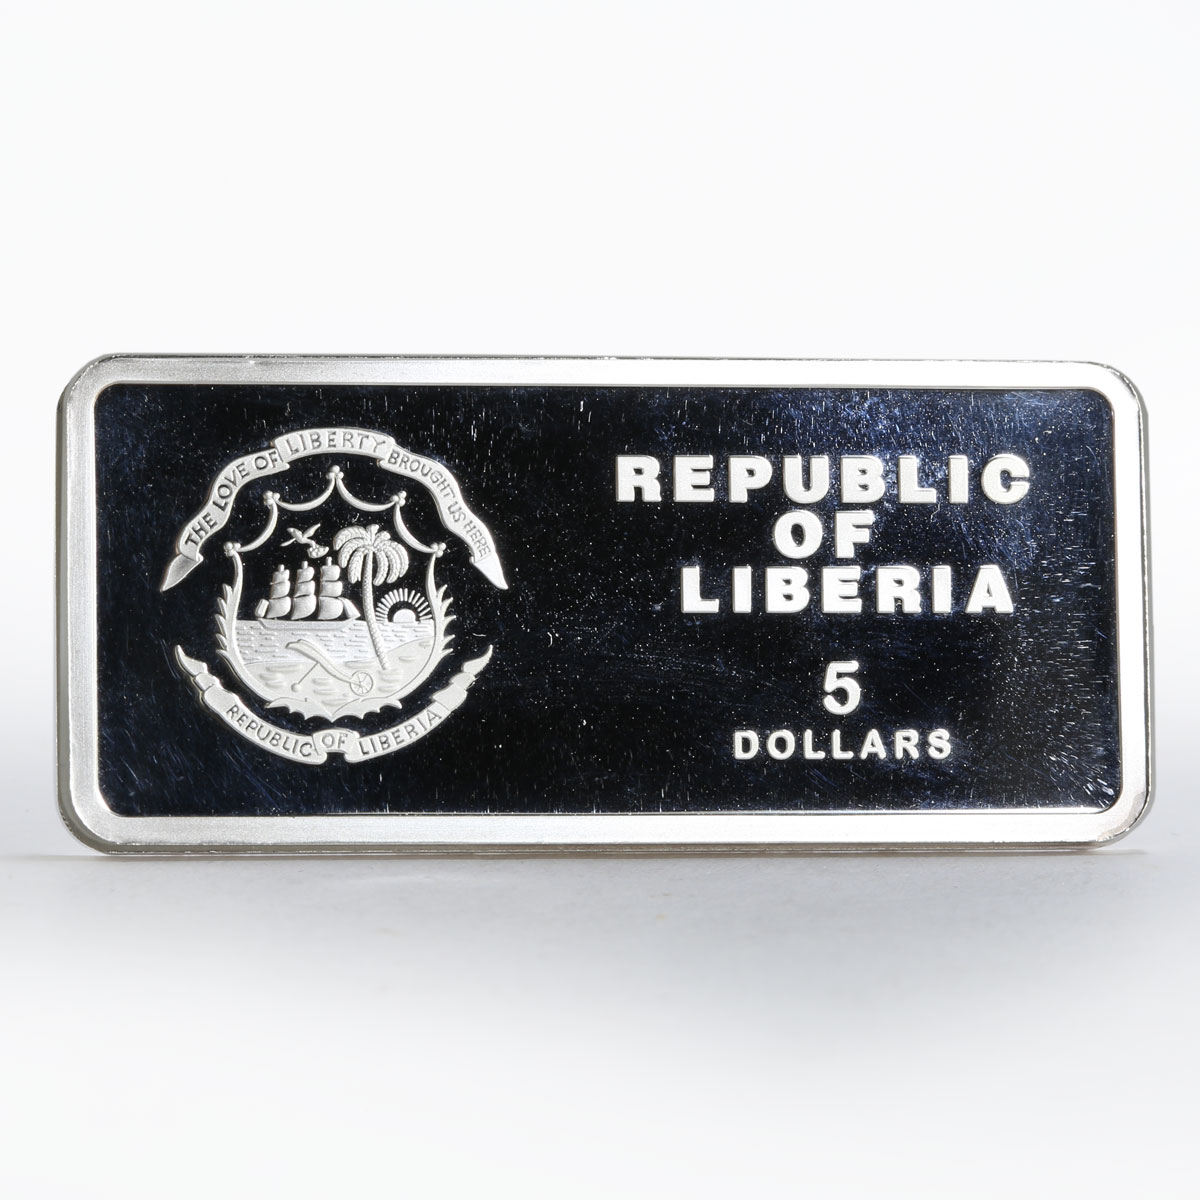 THE LOVE OF LIBERTY BROUGHT US HERE
REPUBLIC OF LIBERIA
REPUBLIC
OF
LIBERIA
5
DOLLARS